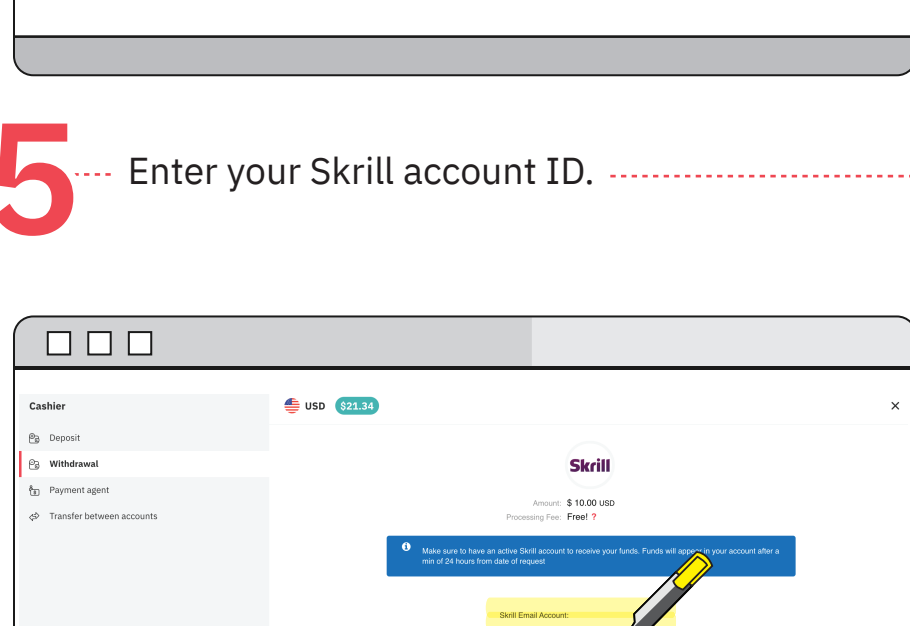 5 Enter your Skrill account ID.
Cashier
USD $21.34
×
Deposit
Withdrawal
Payment agent
Transfer between accounts
Skrill
Amount: $ 10.00 USD
Processing Fee: Free! ?
Make sure to have an active Skrill account to receive your funds. Funds will appear in your account after a
min of 24 hours from date of request
Skrill Email Account: